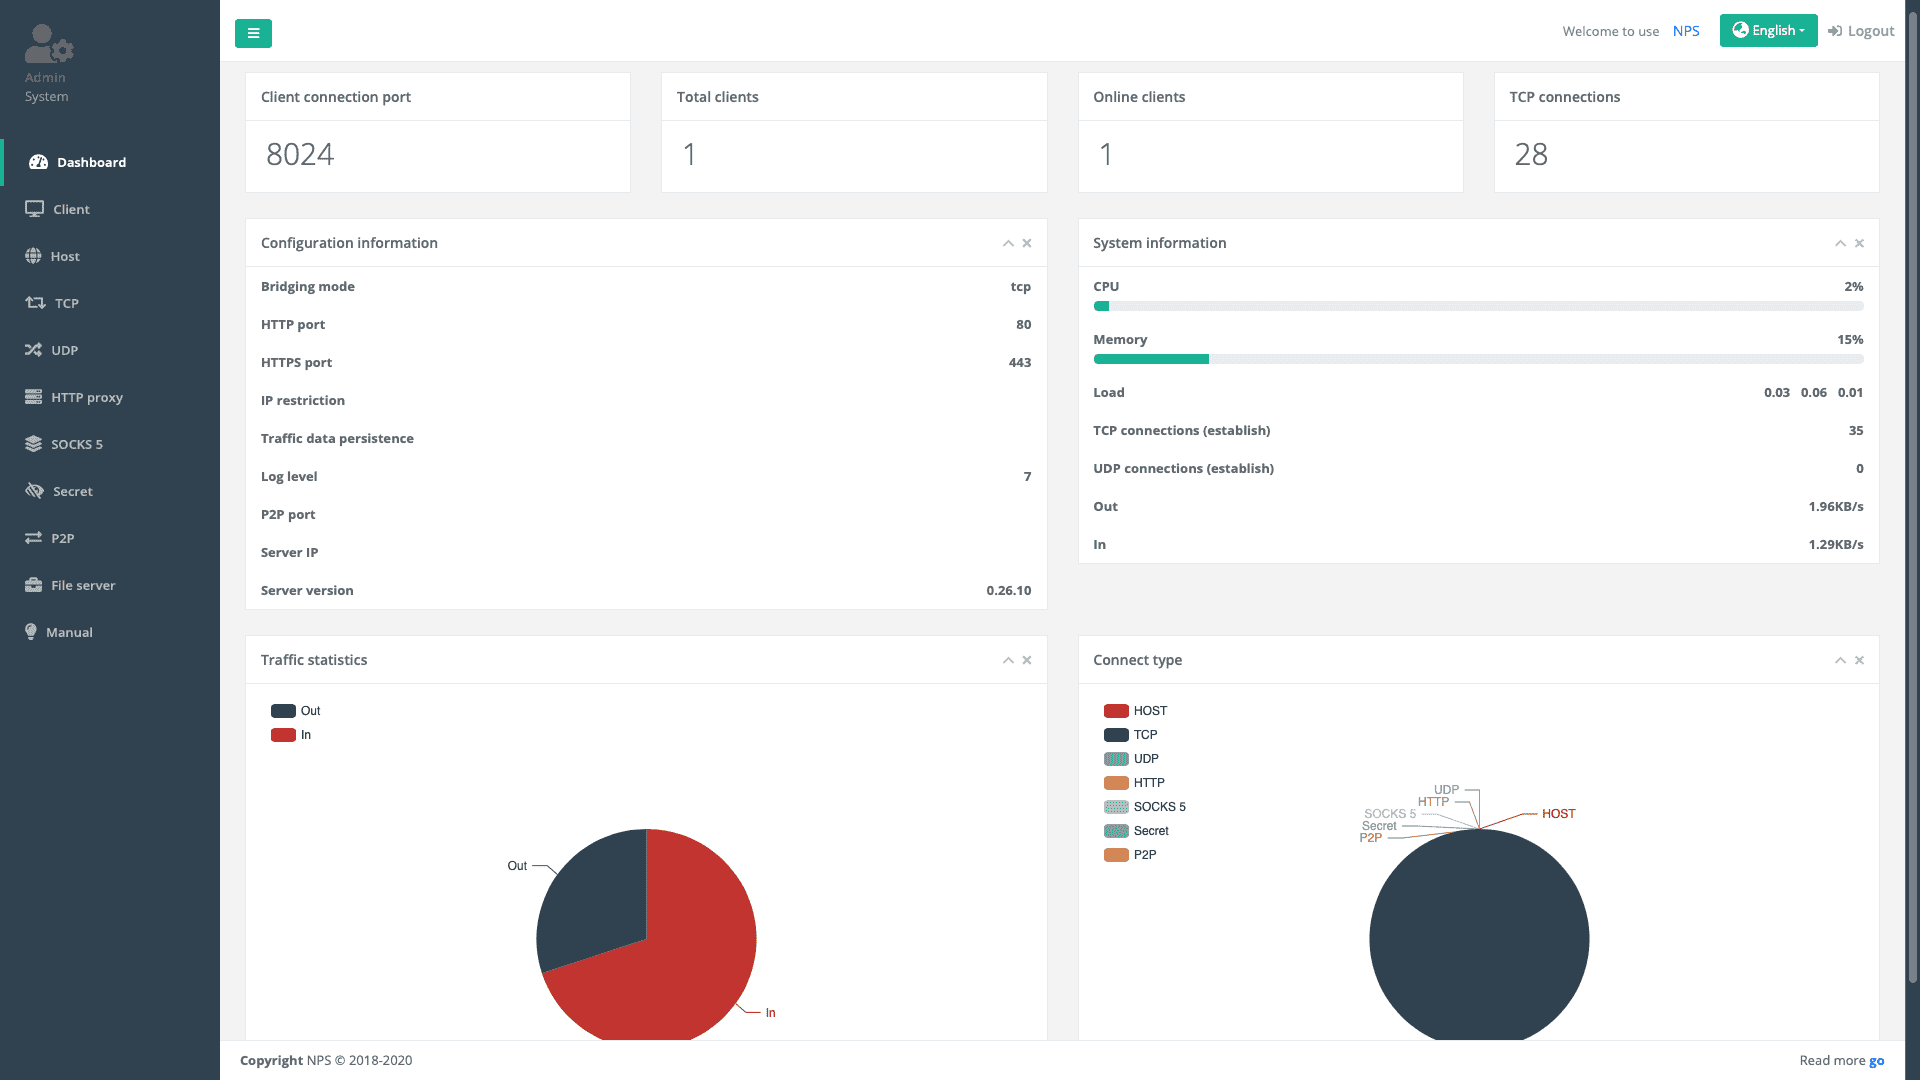 Admin
System
Dashboard
Client
Host
TCP
UDP
HTTP proxy
SOCKS 5
Secret
P2P
File server
Manual
Welcome to use NPS English Logout
Client connection port
8024
Total clients
1
Online clients
1
TCP connections
28
Configuration information
Bridging mode tcp
HTTP port 80
HTTPS port 443
IP restriction
Traffic data persistence
Log level 7
P2P port
Server IP
Server version 0.26.10
System information
CPU 2%
Memory 15%
Load 0.03 0.06 0.01
TCP connections (establish) 35
UDP connections (establish) 0
Out 1.96KB/s
In 1.29KB/s
Traffic statistics
Out
In
Out
In
Connect type
HOST
TCP
UDP
HTTP
SOCKS 5
Secret
P2P
UDP
HTTP
SOCKS 5
HOST
Secret
P2P
Copyright NPS © 2018-2020
Read more go